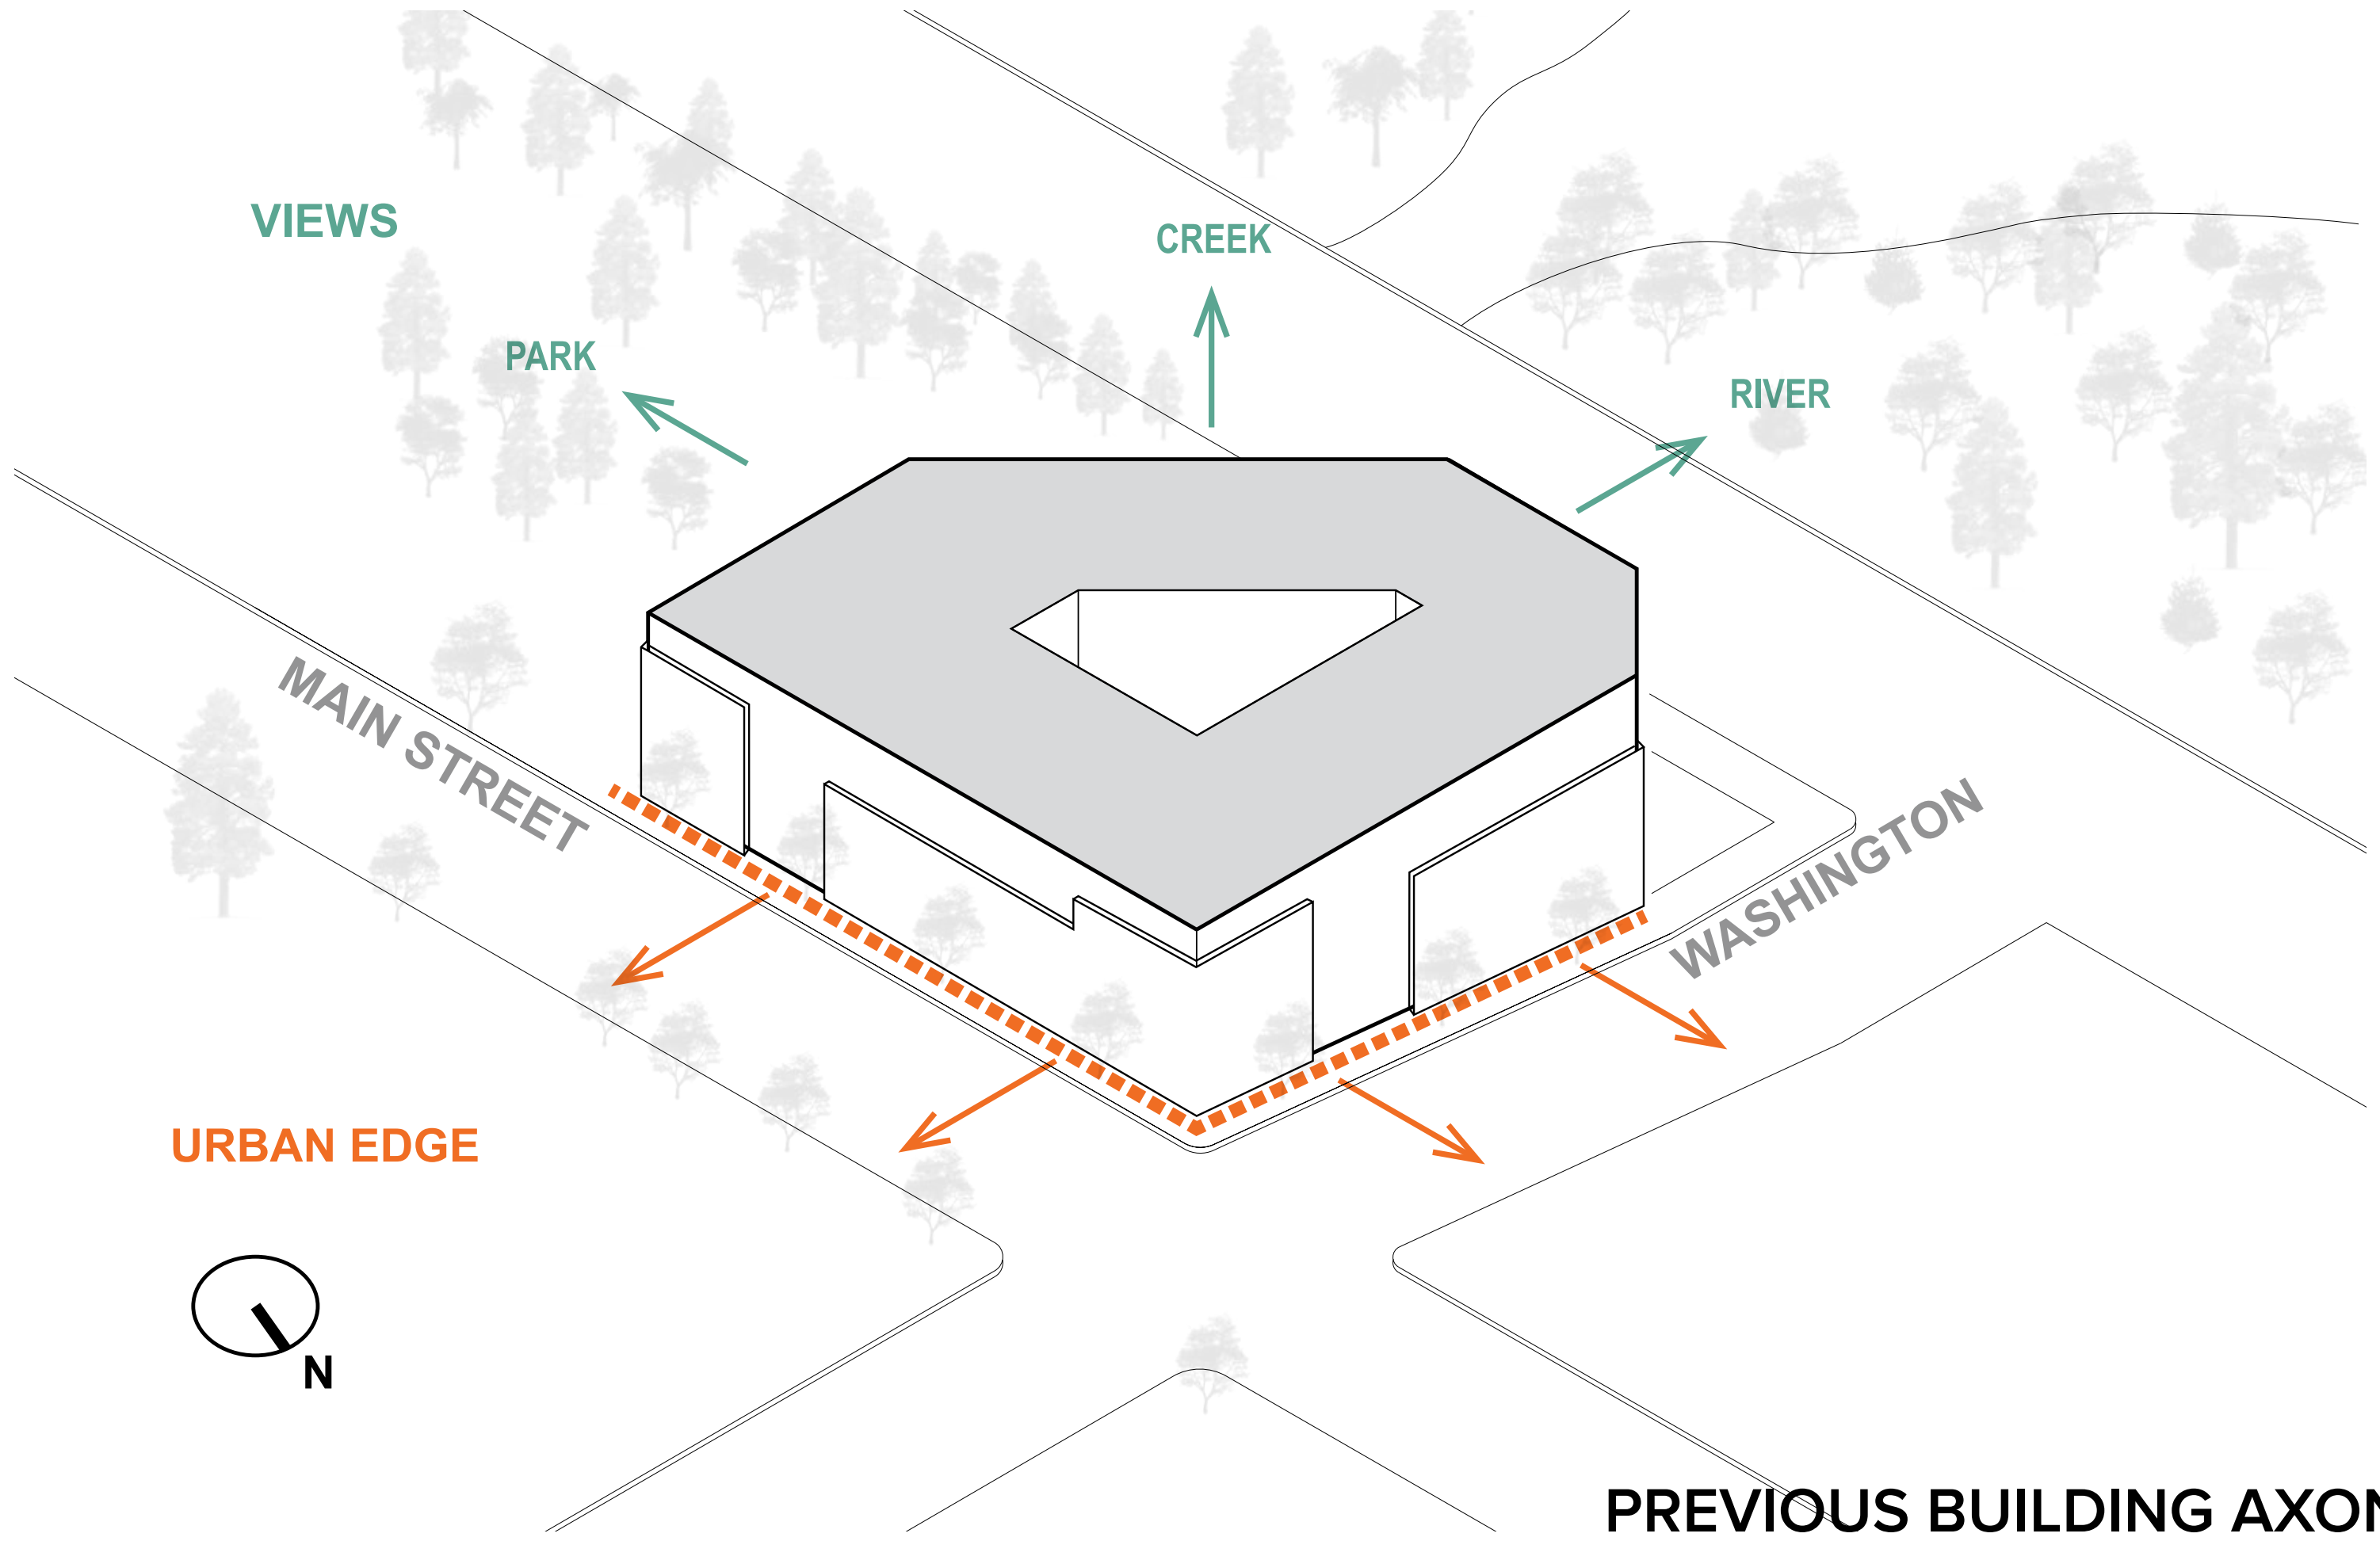 VIEWS
CREEK
PARK
RIVER
MAIN STREET
WASHINGTON
URBAN EDGE
N
PREVIOUS BUILDING AXON